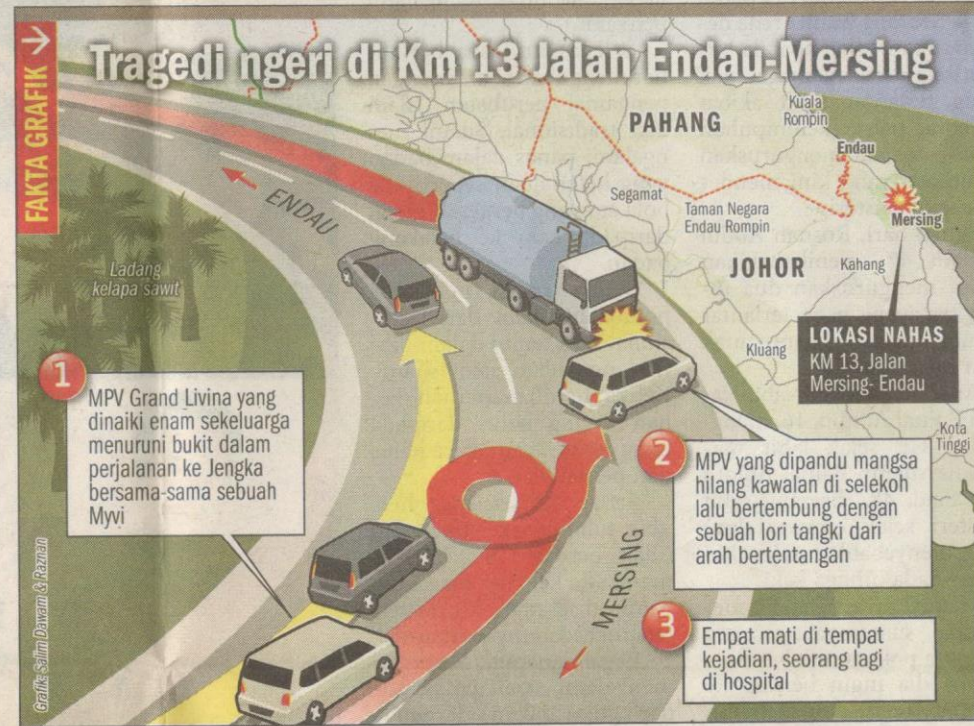 FAKTA GRAFIK
Tragedi ngeri di Km 13 Jalan Endau-Mersing
Kuala
Rompin
PAHANG
Endau
Segamat
Taman Negara
Endau Rompin
Mersing
JOHOR
Kahang
ENDAU
Ladang
kelapa sawit
LOKASI NAHAS
KM 13, Jalan
Mersing- Endau
Kluang
Kota
Tinggi
1
MPV Grand Livina yang
dinaiki enam sekeluarga
menuruni bukit dalam
perjalanan ke Jengka
bersama-sama sebuah
Myvi
2
MPV yang dipandu mangsa
hilang kawalan di selekoh
lalu bertembung dengan
sebuah lori tangki dari
arah bertentangan
MERSING
3
Empat mati di tempat
kejadian, seorang lagi
di hospital
Grafik: Salim Dawam & Raznan